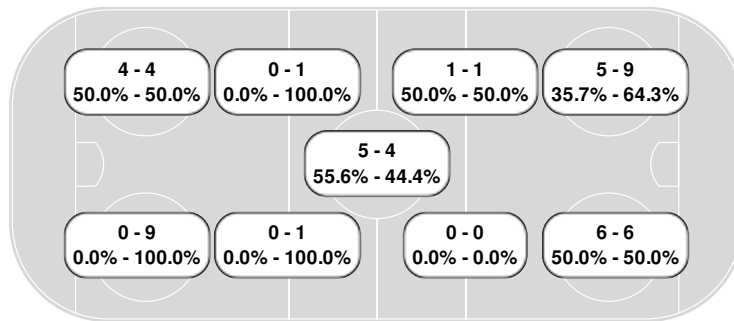 4 - 4
50.0% - 50.0%
0 - 1
0.0% - 100.0%
1 - 1
50.0% - 50.0%
5 - 9
35.7% - 64.3%
5 - 4
55.6% - 44.4%
0 - 9
0.0% - 100.0%
0 - 1
0.0% - 100.0%
0 - 0
0.0% - 0.0%
6 - 6
50.0% - 50.0%